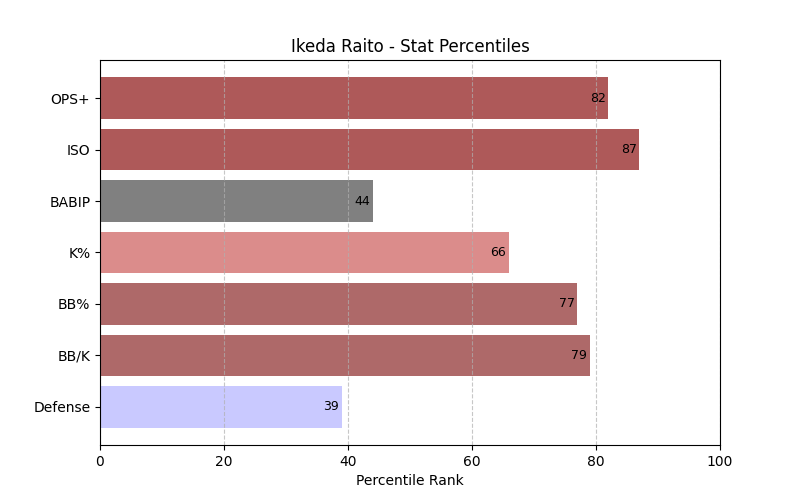 Ikeda Raito - Stat Percentiles
OPS+ 82
ISO 87
BABIP 44
K% 66
BB% 77
BB/K 79
Defense 39
0 20 40 60 80 100
Percentile Rank